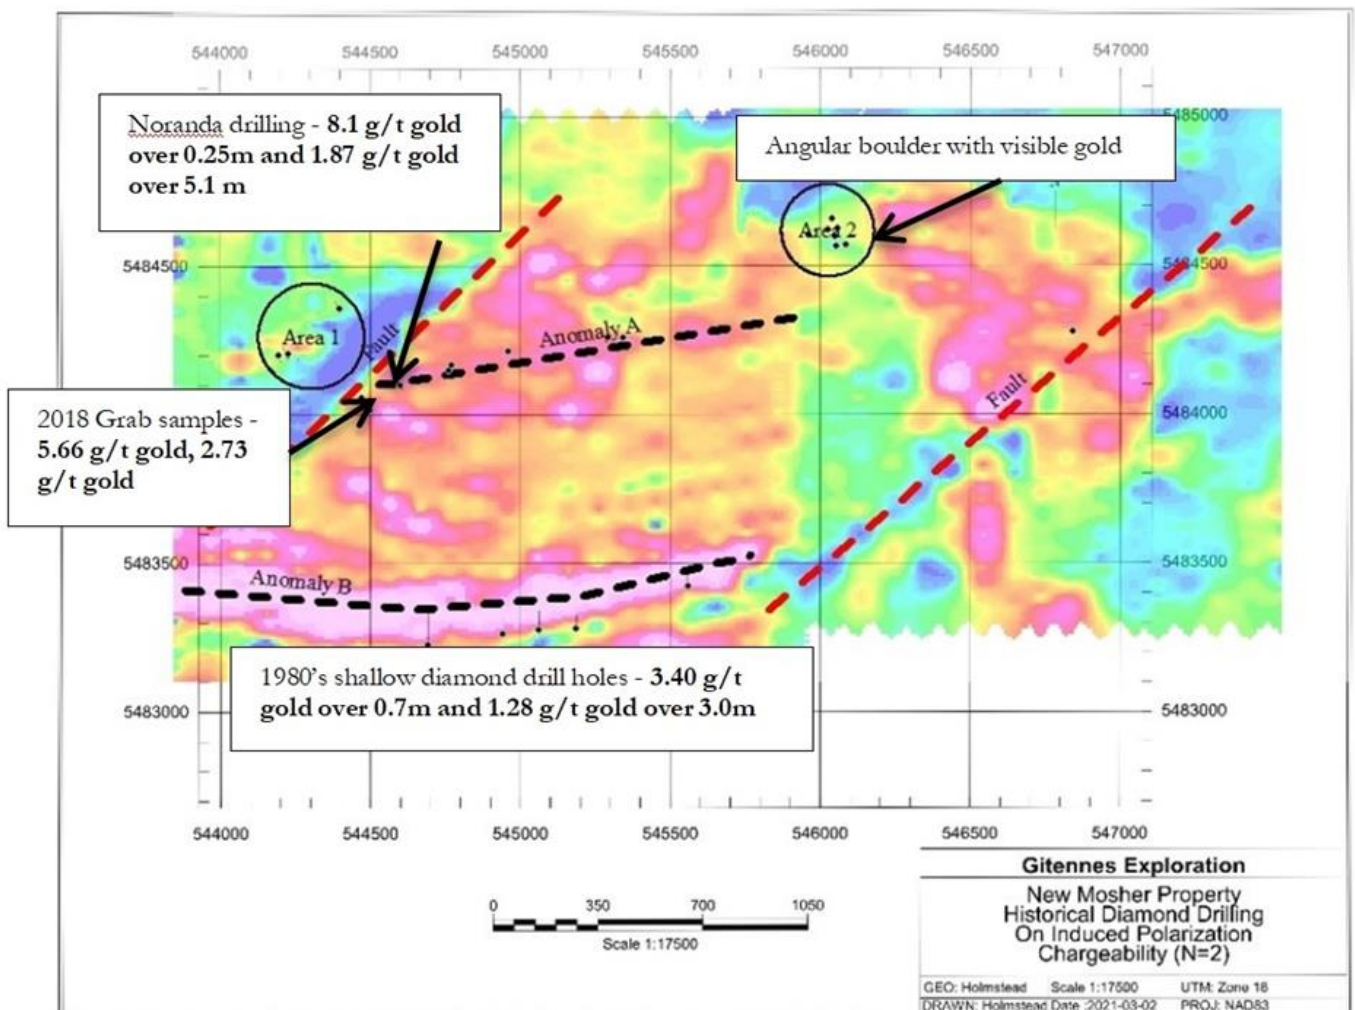 544000 544500 545000 545500 546000 546500 547000
Noranda drilling - 8.1 g/t gold
over 0.25m and 1.87 g/t gold
over 5.1 m
5485000
Angular boulder with visible gold
Area 2
5484500
5484500
Area 1
Fault
Anomaly A
Fault
2018 Grab samples -
5.66 g/t gold, 2.73
g/t gold
5484000
5483500
5483500
Anomaly B
1980's shallow diamond drill holes - 3.40 g/t
gold over 0.7m and 1.28 g/t gold over 3.0m
5483000
5483000
544000 544500 545000 545500 546000 546500 547000
0 350 700 1050
Scale 1:17500
Gitennes Exploration
New Mosher Property
Historical Diamond Drilling
On Induced Polarization
Chargeability (N=2)
GEO: Holmstead Scale 1:17500 UTM: Zone 18
DRAWN: Holmstead Date :2021-03-02 PROJ: NAD83